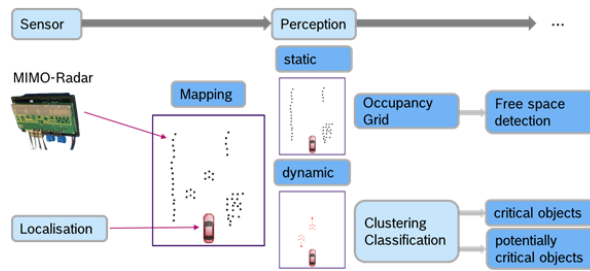 Sensor
Perception
...
static
MIMO-Radar
Mapping
Occupancy
Grid
Free space
detection
dynamic
Localisation
Clustering
Classification
critical objects
potentially
critical objects